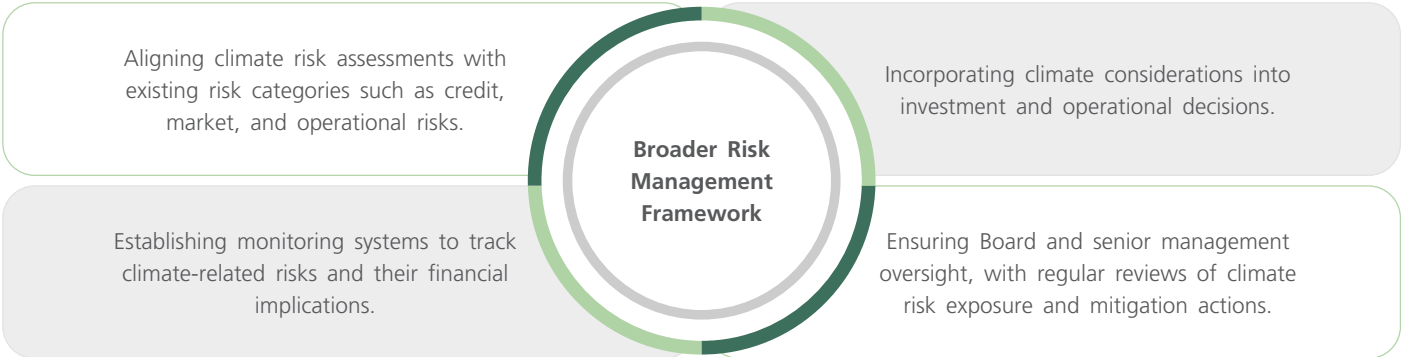 Aligning climate risk assessments with
existing risk categories such as credit,
market, and operational risks.
Incorporating climate considerations into
investment and operational decisions.
Broader Risk
Management
Framework
Establishing monitoring systems to track
climate-related risks and their financial
implications.
Ensuring Board and senior management
oversight, with regular reviews of climate
risk exposure and mitigation actions.